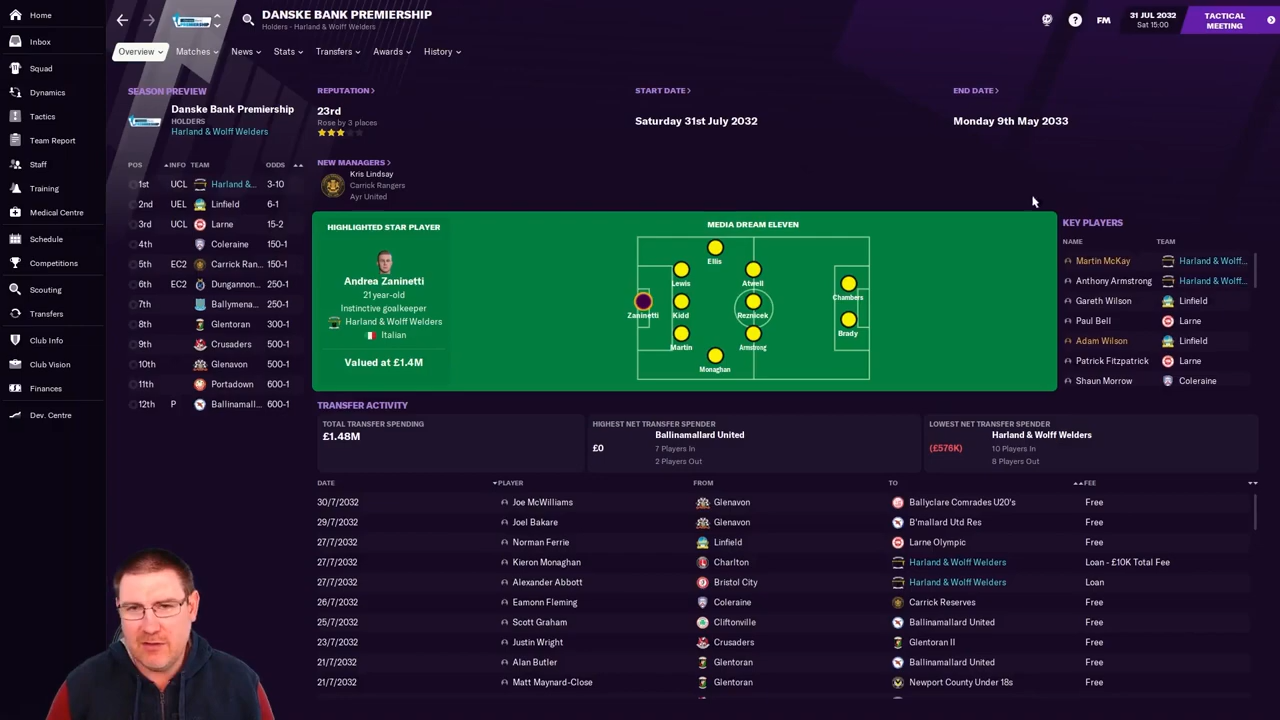 Home
Inbox
Squad
Dynamics
Tactics
Team Report
Staff
Training
Medical Centre
Schedule
Competitions
Scouting
Transfers
Club Info
Club Vision
Finances
Dev. Centre
DANSKE BANK PREMIERSHIP
Holders - Harland & Wolff Welders
FM
31 JUL 2032
Sat 15:00
TACTICAL
MEETING
Overview Matches News Stats Transfers Awards History
SEASON PREVIEW
Danske Bank Premiership
HOLDERS
Harland & Wolff Welders
POS INFO TEAM ODDS
1st UCL Harland &... 3-10
2nd UEL Linfield 6-1
3rd UCL Larne 15-2
4th Coleraine 150-1
5th EC2 Carrick Ran... 150-1
6th EC2 Dungannon... 250-1
7th Ballymena... 250-1
8th Glentoran 300-1
9th Crusaders 500-1
10th Glenavon 500-1
11th Portadown 600-1
12th P Ballinamall... 600-1
REPUTATION
23rd
Rose by 3 places
START DATE
Saturday 31st July 2032
END DATE
Monday 9th May 2033
NEW MANAGERS
Kris Lindsay
Carrick Rangers
Ayr United
HIGHLIGHTED STAR PLAYER
Andrea Zaninetti
21 year-old
Instinctive goalkeeper
Harland & Wolff Welders
Italian
Valued at £1.4M
MEDIA DREAM ELEVEN
Ellis
Lewis
Atwell
Chambers
Zaninetti
Kidd
Reznicek
Brady
Martin
Armstrong
Monaghan
KEY PLAYERS
NAME TEAM
Martin McKay Harland & Wolff...
Anthony Armstrong Harland & Wolff...
Gareth Wilson Linfield
Paul Bell Larne
Adam Wilson Linfield
Patrick Fitzpatrick Larne
Shaun Morrow Coleraine
TRANSFER ACTIVITY
TOTAL TRANSFER SPENDING
£1.48M
HIGHEST NET TRANSFER SPENDER
£0
Ballinamallard United
7 Players In
2 Players Out
LOWEST NET TRANSFER SPENDER
(£576K)
Harland & Wolff Welders
10 Players In
8 Players Out
DATE PLAYER FROM TO FEE
30/7/2032 Joe McWilliams Glenavon Ballyclare Comrades U20's Free
29/7/2032 Joel Bakare Glenavon B'mallard Utd Res Free
27/7/2032 Norman Ferrie Linfield Larne Olympic Free
27/7/2032 Kieron Monaghan Charlton Harland & Wolff Welders Loan - £10K Total Fee
27/7/2032 Alexander Abbott Bristol City Harland & Wolff Welders Loan
26/7/2032 Eamonn Fleming Coleraine Carrick Reserves Free
25/7/2032 Scott Graham Cliftonville Ballinamallard United Free
23/7/2032 Justin Wright Crusaders Glentoran II Free
21/7/2032 Alan Butler Glentoran Ballinamallard United Free
21/7/2032 Matt Maynard-Close Glentoran Newport County Under 18s Free